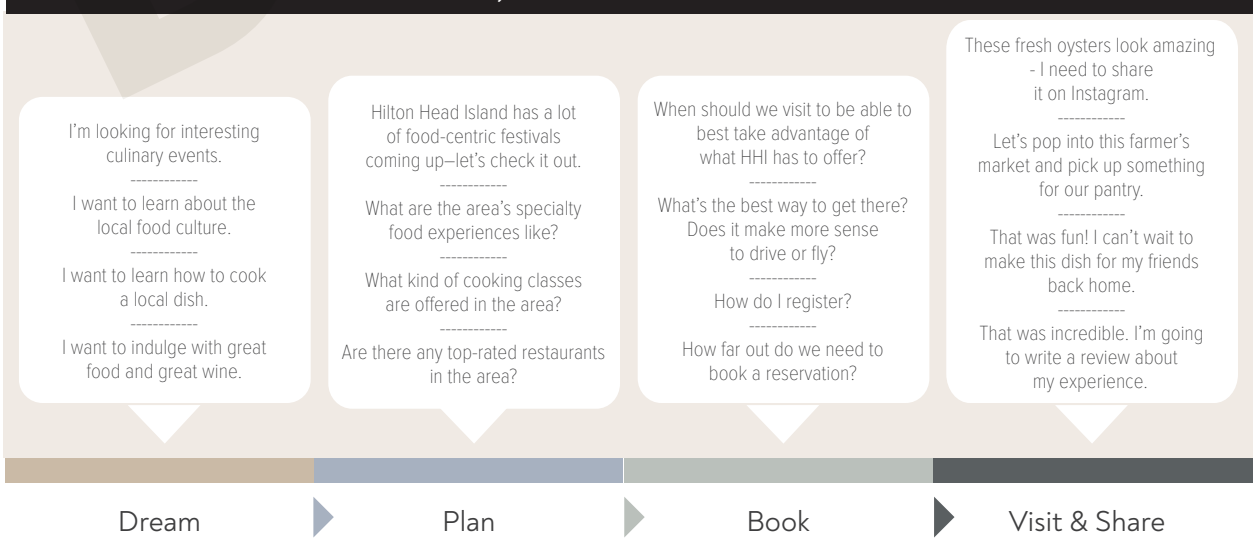 I'm looking for interesting
culinary events.
------------
I want to learn about the
local food culture.
------------
I want to learn how to cook
a local dish.
------------
I want to indulge with great
food and great wine.
Hilton Head Island has a lot
of food-centric festivals
coming up–let's check it out.
------------
What are the area's specialty
food experiences like?
------------
What kind of cooking classes
are offered in the area?
------------
Are there any top-rated restaurants
in the area?
When should we visit to be able to
best take advantage of
what HHI has to offer?
------------
What's the best way to get there?
Does it make more sense
to drive or fly?
------------
How do I register?
------------
How far out do we need to
book a reservation?
These fresh oysters look amazing
- I need to share
it on Instagram.
------------
Let's pop into this farmer's
market and pick up something
for our pantry.
------------
That was fun! I can't wait to
make this dish for my friends
back home.
------------
That was incredible. I'm going
to write a review about
my experience.
Dream
Plan
Book
Visit & Share